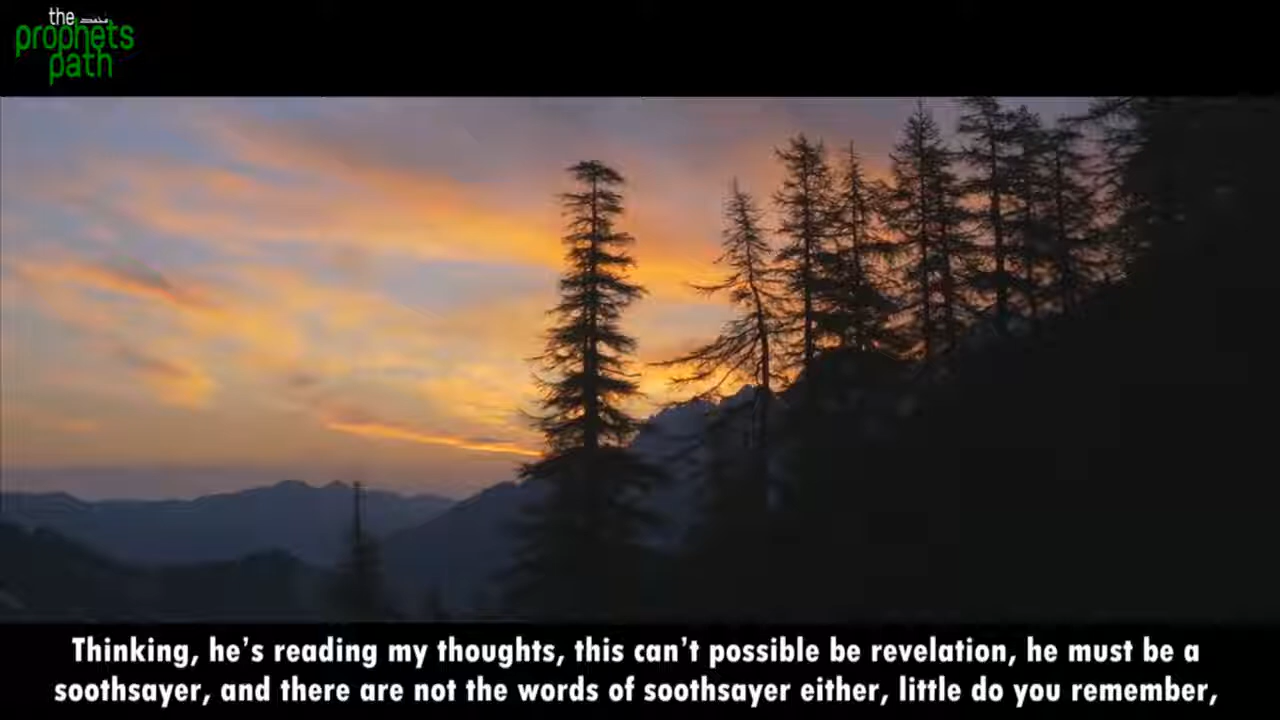 the محمد
prophets
path
Thinking, he's reading my thoughts, this can't possible be revelation, he must be a
soothsayer, and there are not the words of soothsayer either, little do you remember,